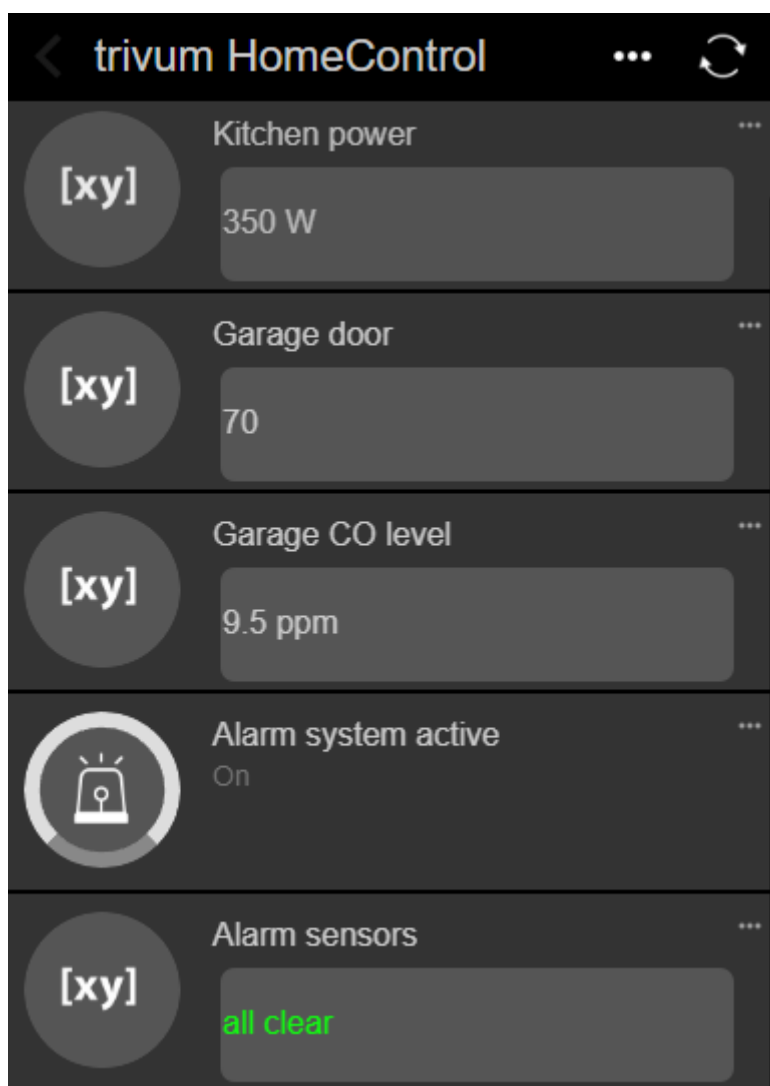 trivum HomeControl
[xy]
Kitchen power
350 W
[xy]
Garage door
70
[xy]
Garage CO level
9.5 ppm
Alarm system active
On
[xy]
Alarm sensors
all clear